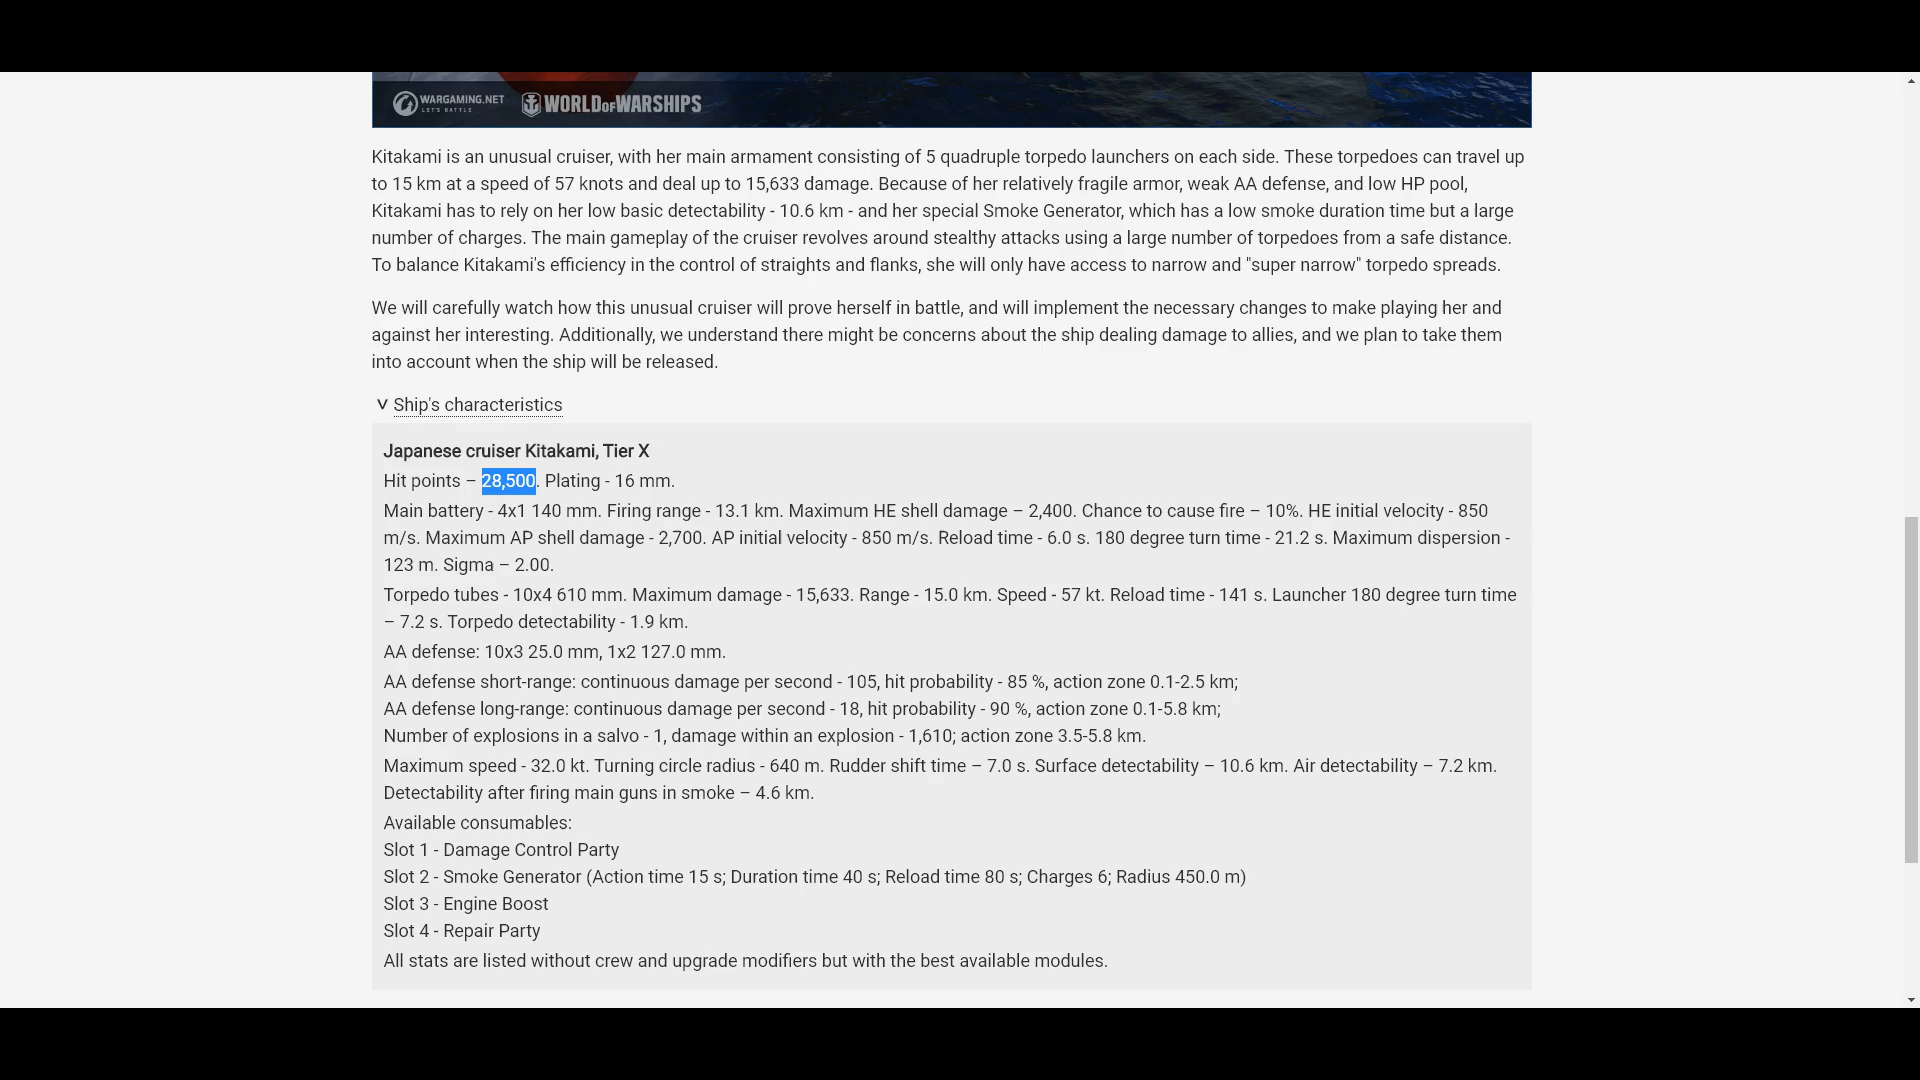 WARGAMING.NET
LET'S BATTLE
WORLD OF WARSHIPS
Kitakami is an unusual cruiser, with her main armament consisting of 5 quadruple torpedo launchers on each side. These torpedoes can travel up
to 15 km at a speed of 57 knots and deal up to 15,633 damage. Because of her relatively fragile armor, weak AA defense, and low HP pool,
Kitakami has to rely on her low basic detectability - 10.6 km - and her special Smoke Generator, which has a low smoke duration time but a large
number of charges. The main gameplay of the cruiser revolves around stealthy attacks using a large number of torpedoes from a safe distance.
To balance Kitakami's efficiency in the control of straights and flanks, she will only have access to narrow and "super narrow" torpedo spreads.
We will carefully watch how this unusual cruiser will prove herself in battle, and will implement the necessary changes to make playing her and
against her interesting. Additionally, we understand there might be concerns about the ship dealing damage to allies, and we plan to take them
into account when the ship will be released.
Ship's characteristics
Japanese cruiser Kitakami, Tier X
Hit points – 28,500. Plating - 16 mm.
Main battery - 4x1 140 mm. Firing range - 13.1 km. Maximum HE shell damage – 2,400. Chance to cause fire – 10%. HE initial velocity - 850
m/s. Maximum AP shell damage - 2,700. AP initial velocity - 850 m/s. Reload time - 6.0 s. 180 degree turn time - 21.2 s. Maximum dispersion -
123 m. Sigma – 2.00.
Torpedo tubes - 10x4 610 mm. Maximum damage - 15,633. Range - 15.0 km. Speed - 57 kt. Reload time - 141 s. Launcher 180 degree turn time
– 7.2 s. Torpedo detectability - 1.9 km.
AA defense: 10x3 25.0 mm, 1x2 127.0 mm.
AA defense short-range: continuous damage per second - 105, hit probability - 85 %, action zone 0.1-2.5 km;
AA defense long-range: continuous damage per second - 18, hit probability - 90 %, action zone 0.1-5.8 km;
Number of explosions in a salvo - 1, damage within an explosion - 1,610; action zone 3.5-5.8 km.
Maximum speed - 32.0 kt. Turning circle radius - 640 m. Rudder shift time – 7.0 s. Surface detectability – 10.6 km. Air detectability – 7.2 km.
Detectability after firing main guns in smoke – 4.6 km.
Available consumables:
Slot 1 - Damage Control Party
Slot 2 - Smoke Generator (Action time 15 s; Duration time 40 s; Reload time 80 s; Charges 6; Radius 450.0 m)
Slot 3 - Engine Boost
Slot 4 - Repair Party
All stats are listed without crew and upgrade modifiers but with the best available modules.